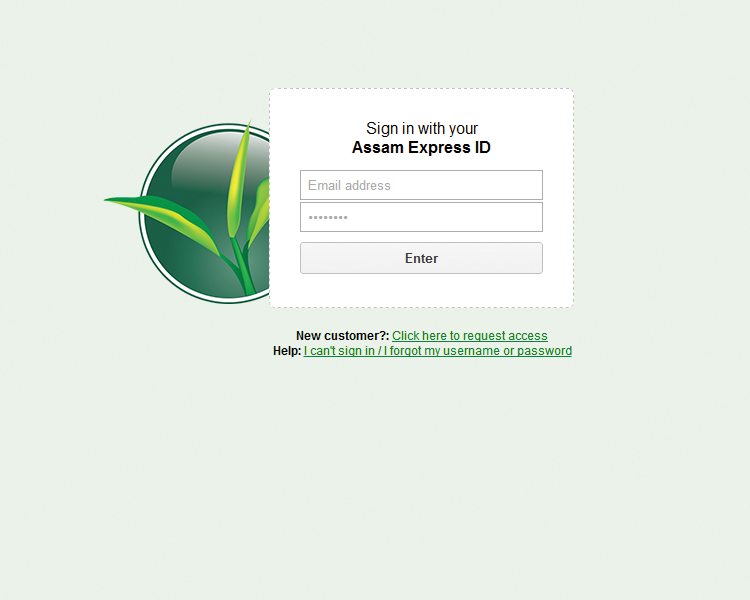 Sign in with your
Assam Express ID
Email address
••••••••
Enter
New customer?: Click here to request access
Help: I can't sign in / I forgot my username or password